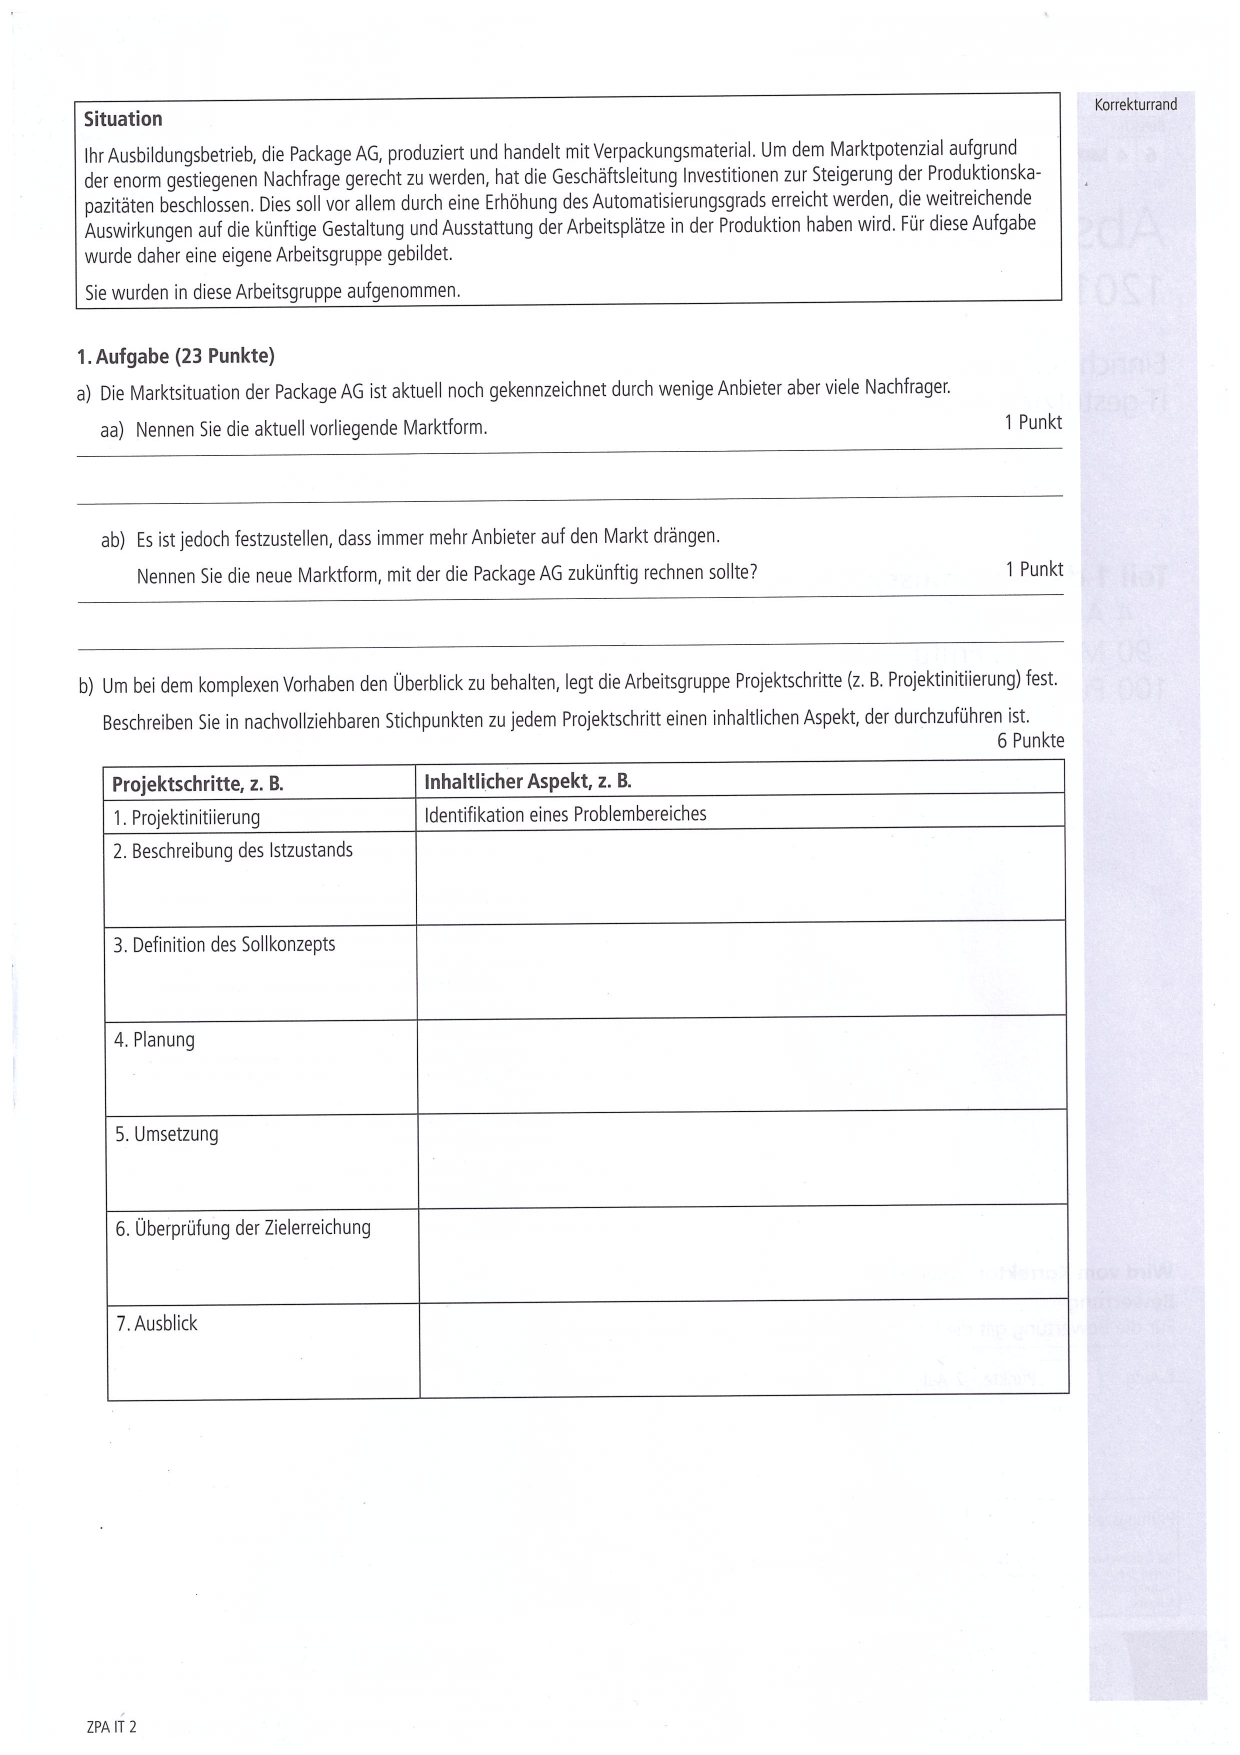 Korrekturrand
Situation
Ihr Ausbildungsbetrieb, die Package AG, produziert und handelt mit Verpackungsmaterial. Um dem Marktpotenzial aufgrund
der enorm gestiegenen Nachfrage gerecht zu werden, hat die Geschäftsleitung Investitionen zur Steigerung der Produktionska-
pazitäten beschlossen. Dies soll vor allem durch eine Erhöhung des Automatisierungsgrads erreicht werden, die weitreichende
Auswirkungen auf die künftige Gestaltung und Ausstattung der Arbeitsplätze in der Produktion haben wird. Für diese Aufgabe
wurde daher eine eigene Arbeitsgruppe gebildet.
Sie wurden in diese Arbeitsgruppe aufgenommen.
1. Aufgabe (23 Punkte)
a) Die Marktsituation der Package AG ist aktuell noch gekennzeichnet durch wenige Anbieter aber viele Nachfrager.
aa) Nennen Sie die aktuell vorliegende Marktform. 1 Punkt
ab) Es ist jedoch festzustellen, dass immer mehr Anbieter auf den Markt drängen.
Nennen Sie die neue Marktform, mit der die Package AG zukünftig rechnen sollte? 1 Punkt
b) Um bei dem komplexen Vorhaben den Überblick zu behalten, legt die Arbeitsgruppe Projektschritte (z. B. Projektinitiierung) fest.
Beschreiben Sie in nachvollziehbaren Stichpunkten zu jedem Projektschritt einen inhaltlichen Aspekt, der durchzuführen ist.
6 Punkte
Projektschritte, z. B. Inhaltlicher Aspekt, z. B.
1. Projektinitiierung Identifikation eines Problembereiches
2. Beschreibung des Istzustands
3. Definition des Sollkonzepts
4. Planung
5. Umsetzung
6. Überprüfung der Zielerreichung
7. Ausblick
ZPA IT 2